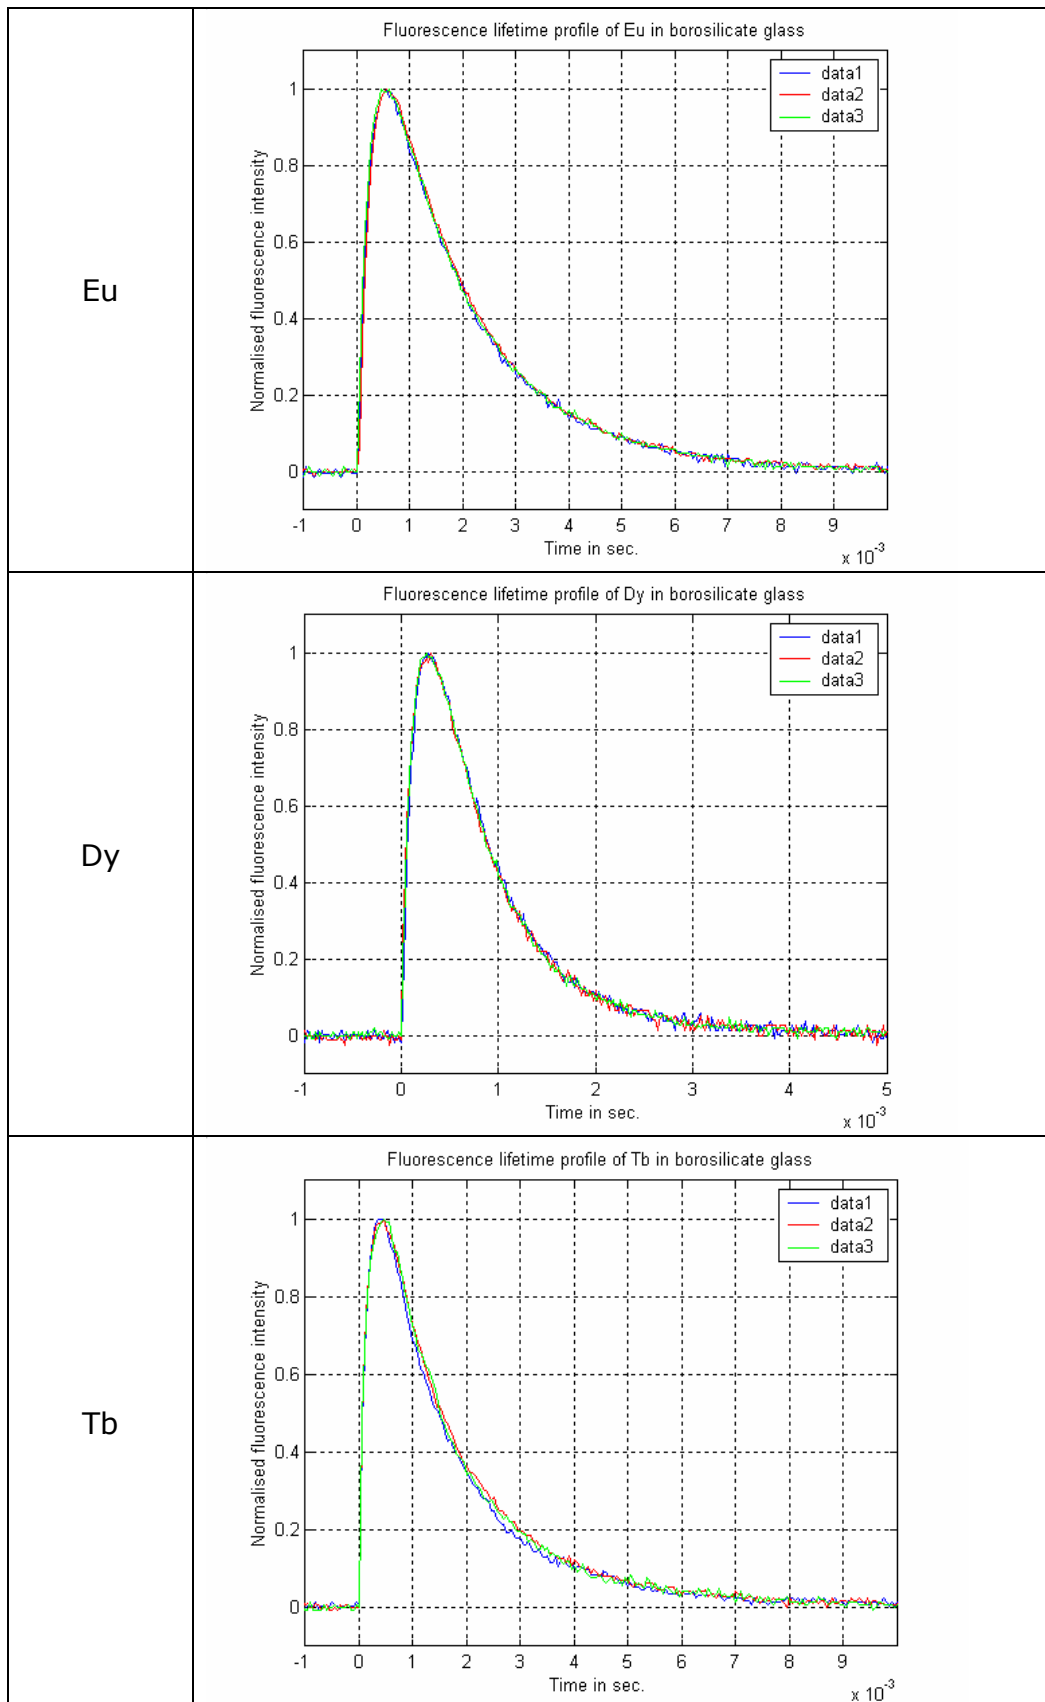 Eu
Fluorescence lifetime profile of Eu in borosilicate glass
data1
data2
data3
Normalised fluorescence intensity
1
0.8
0.6
0.4
0.2
0
-1 0 1 2 3 4 5 6 7 8 9
Time in sec.
x 10^-3
Dy
Fluorescence lifetime profile of Dy in borosilicate glass
data1
data2
data3
Normalised fluorescence intensity
1
0.8
0.6
0.4
0.2
0
-1 0 1 2 3 4 5
Time in sec.
x 10^-3
Tb
Fluorescence lifetime profile of Tb in borosilicate glass
data1
data2
data3
Normalised fluorescence intensity
1
0.8
0.6
0.4
0.2
0
-1 0 1 2 3 4 5 6 7 8 9
Time in sec.
x 10^-3